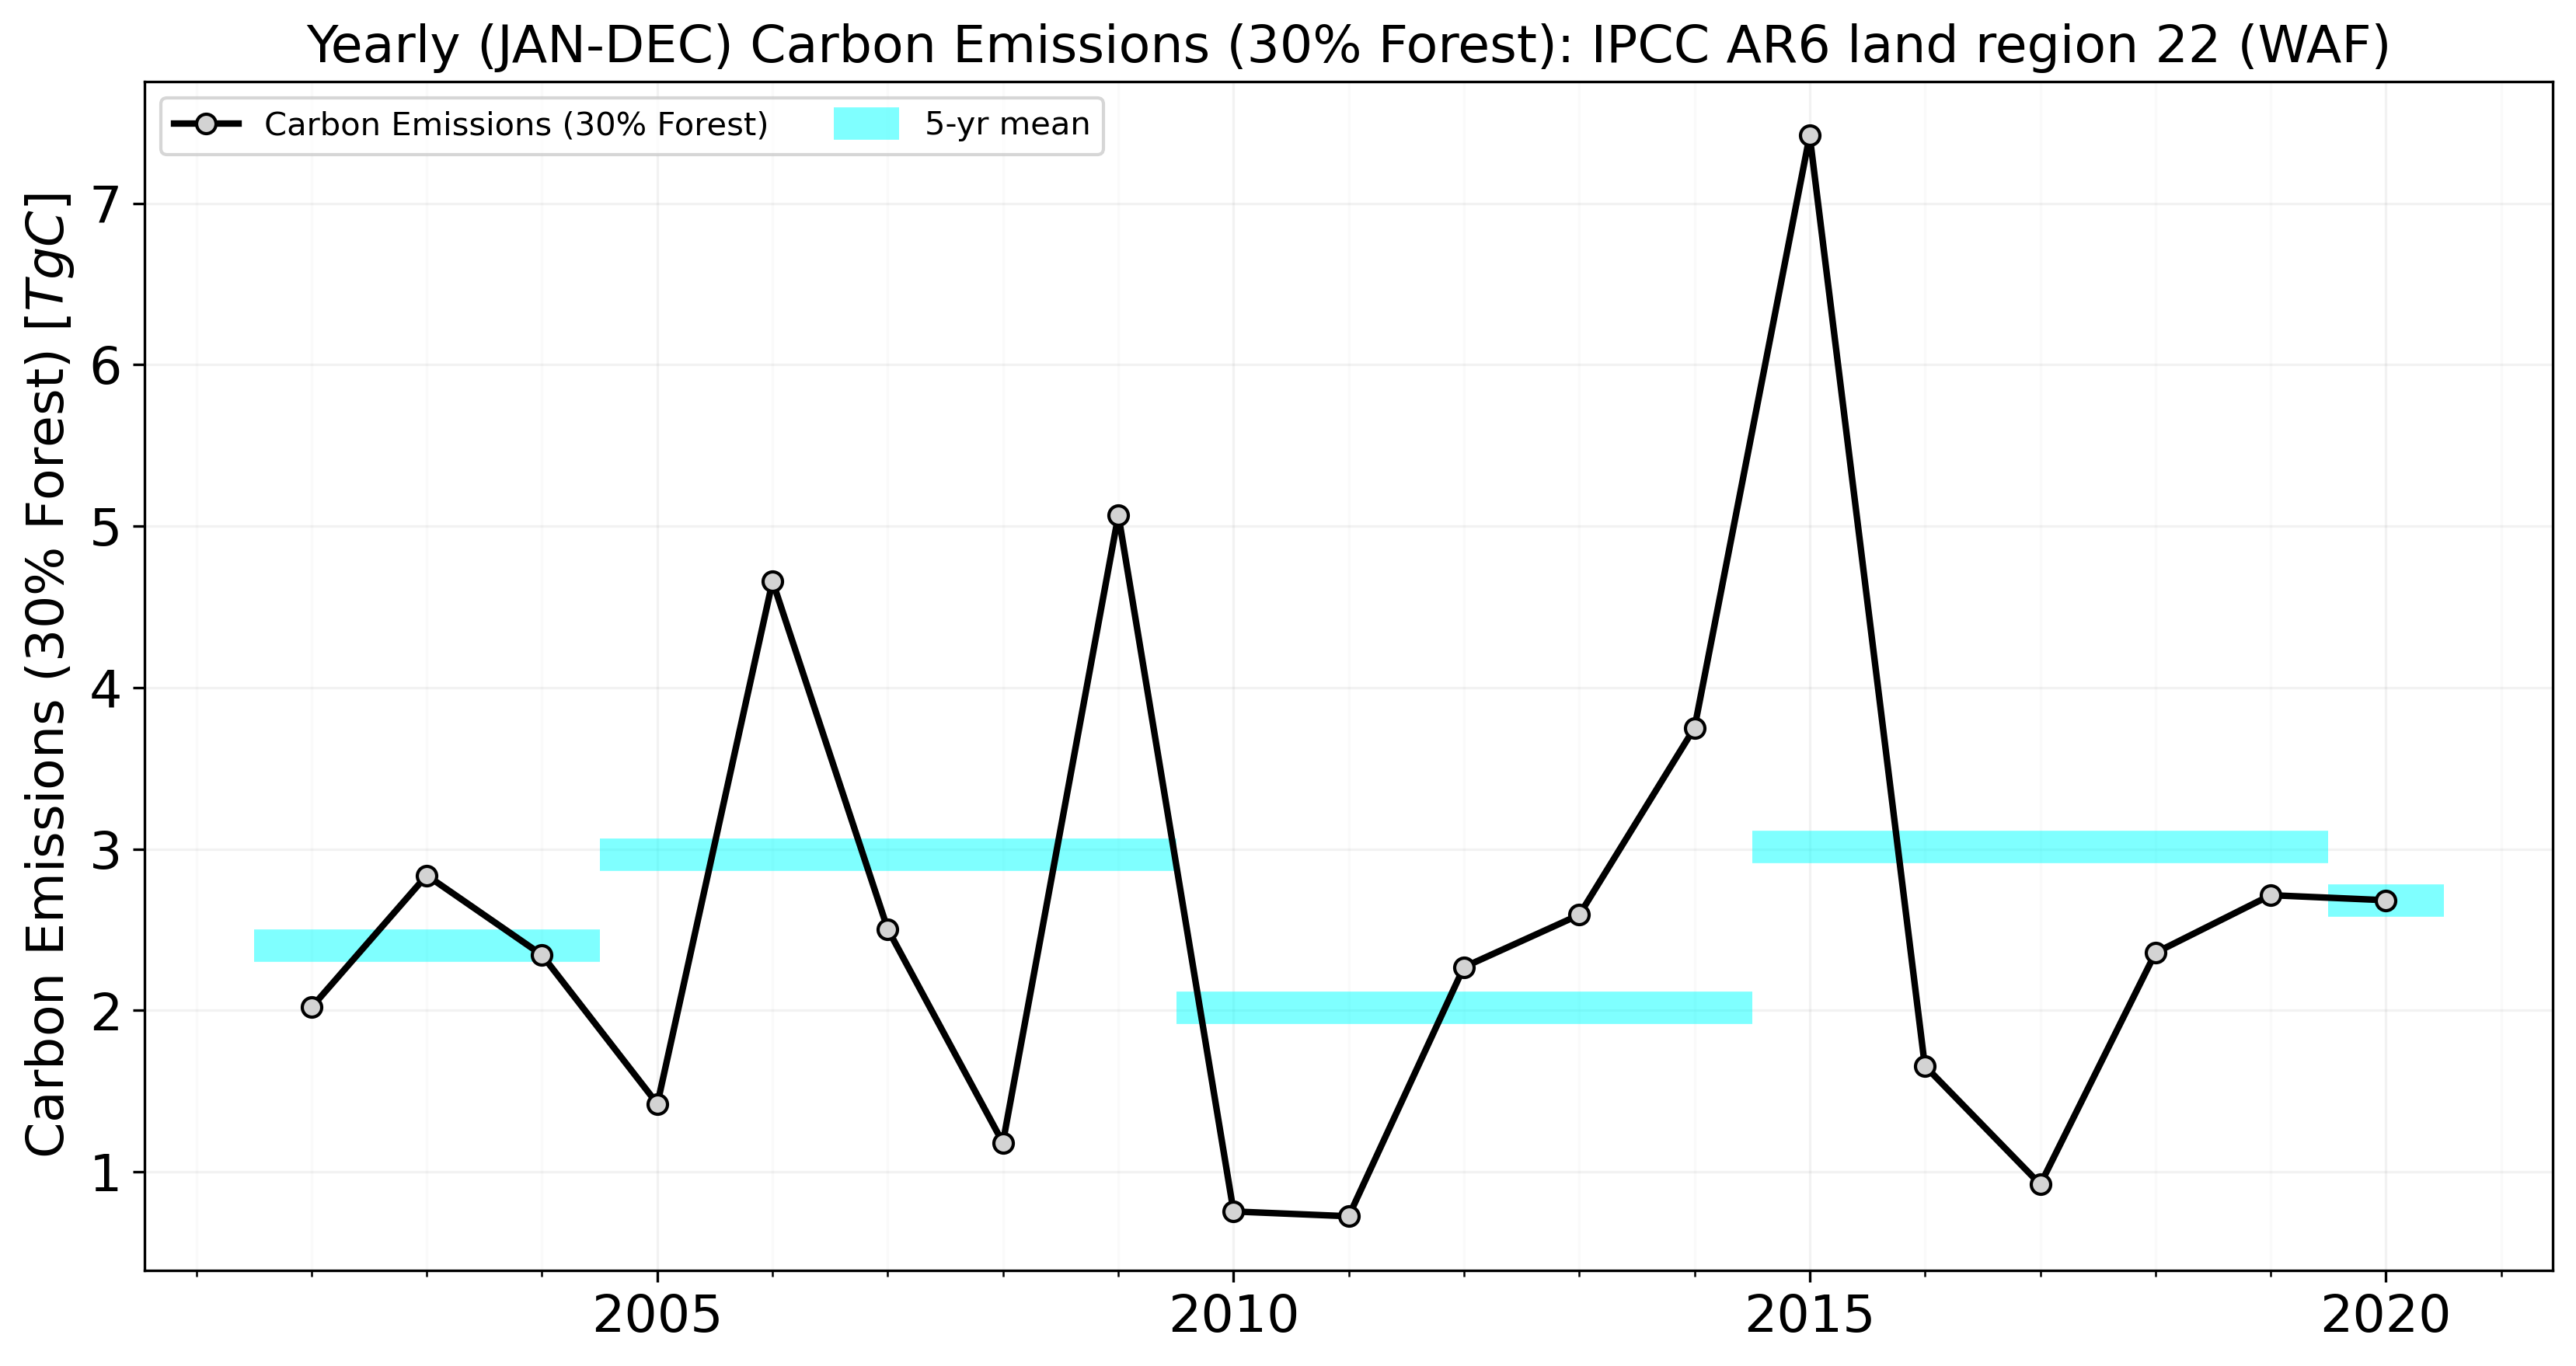 Yearly (JAN-DEC) Carbon Emissions (30% Forest): IPCC AR6 land region 22 (WAF)
Carbon Emissions (30% Forest)
5-yr mean
Carbon Emissions (30% Forest) [TgC]
7
6
5
4
3
2
1
2005
2010
2015
2020